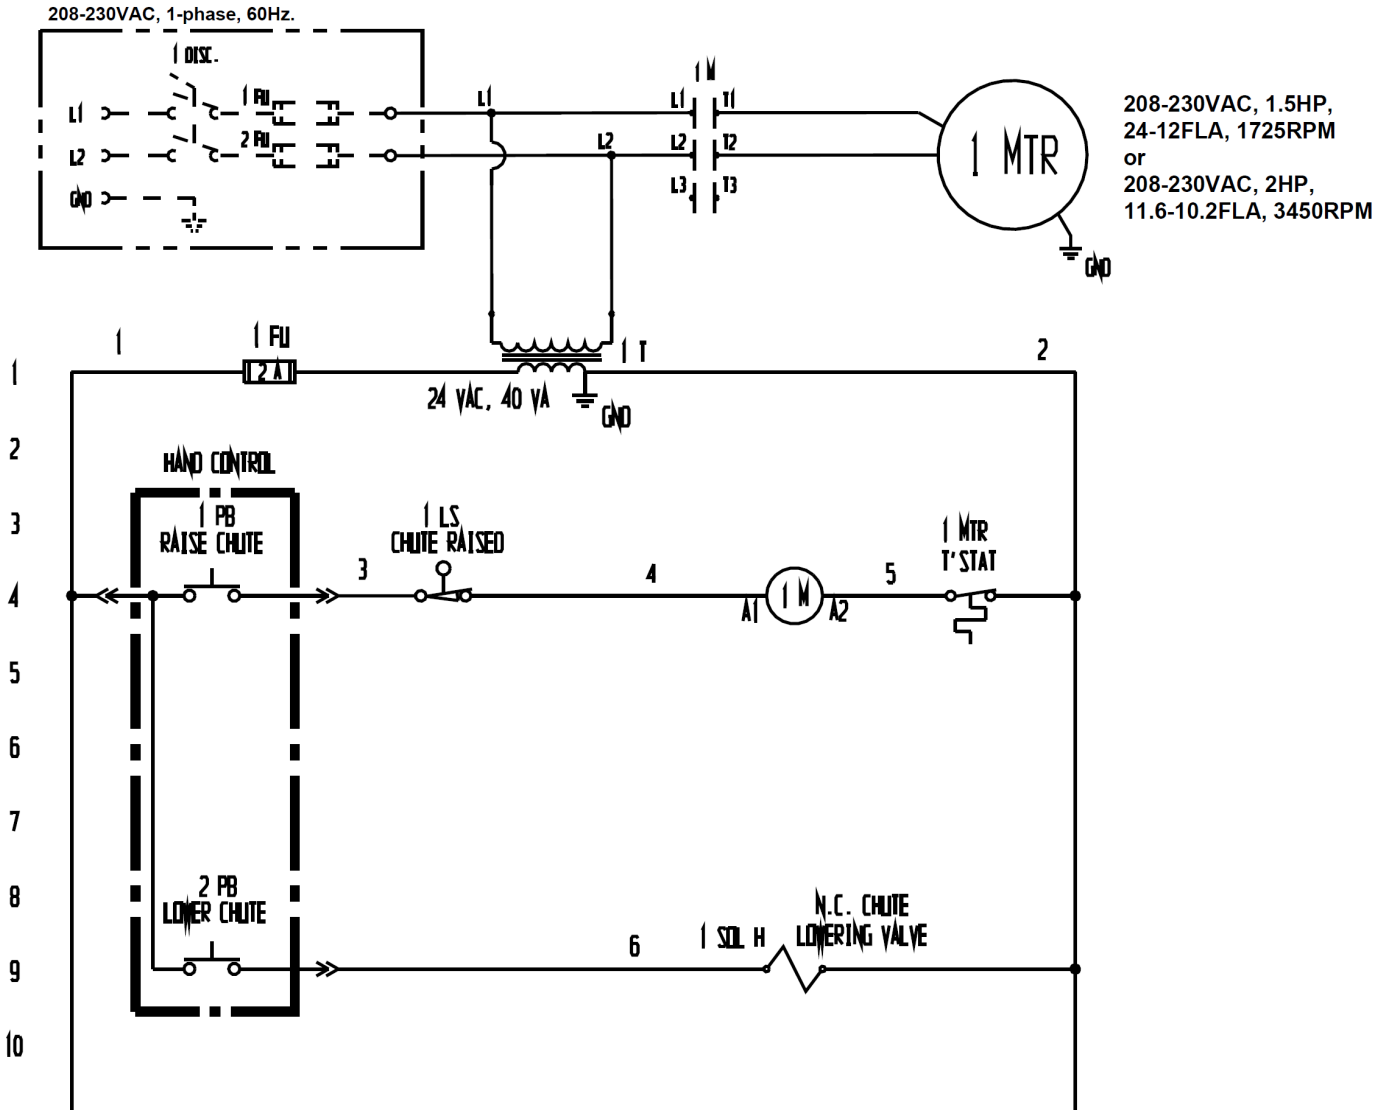 208-230VAC, 1-phase, 60Hz.
1 DISC.
L1
1 FU
L2
2 FU
GND
L1
L2
1 M
L1
T1
L2
T2
L3
T3
1 MTR
GND
208-230VAC, 1.5HP,
24-12FLA, 1725RPM
or
208-230VAC, 2HP,
11.6-10.2FLA, 3450RPM
1
1 FU
1 T
2
1
2 A
24 VAC, 40 VA
GND
2
HAND CONTROL
3
1 PB
RAISE CHUTE
1 LS
CHUTE RAISED
1 MTR
T'STAT
4
3
4
A1
1 M
A2
5
5
6
7
8
2 PB
LOWER CHUTE
N.C. CHUTE
1 SOL H
LOWERING VALVE
9
6
10